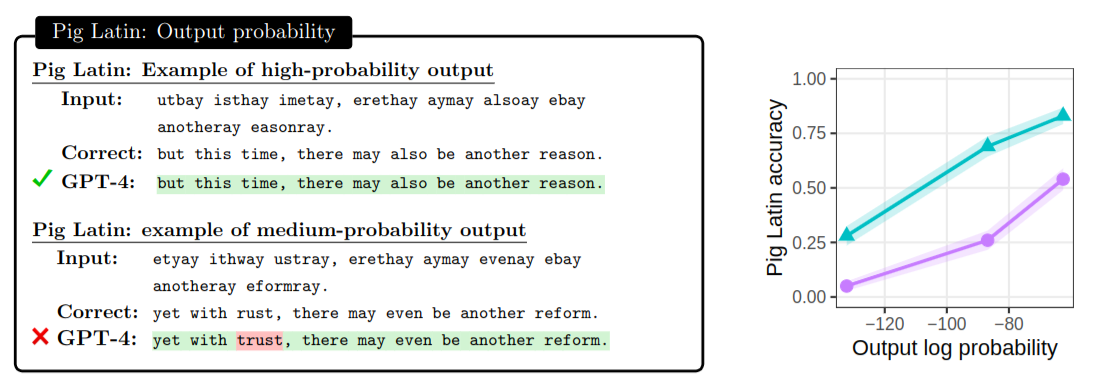 Pig Latin: Output probability
Pig Latin: Example of high-probability output
Input: utbay isthay imetay, erethay aymay alsoay ebay
anotheray easonray.
Correct: but this time, there may also be another reason.
GPT-4: but this time, there may also be another reason.
Pig Latin: example of medium-probability output
Input: etyay ithway ustray, erethay aymay evenay ebay
anotheray eformray.
Correct: yet with rust, there may even be another reform.
GPT-4: yet with trust, there may even be another reform.
Pig Latin accuracy
1.00
0.75
0.50
0.25
0.00
−120 −100 −80
Output log probability